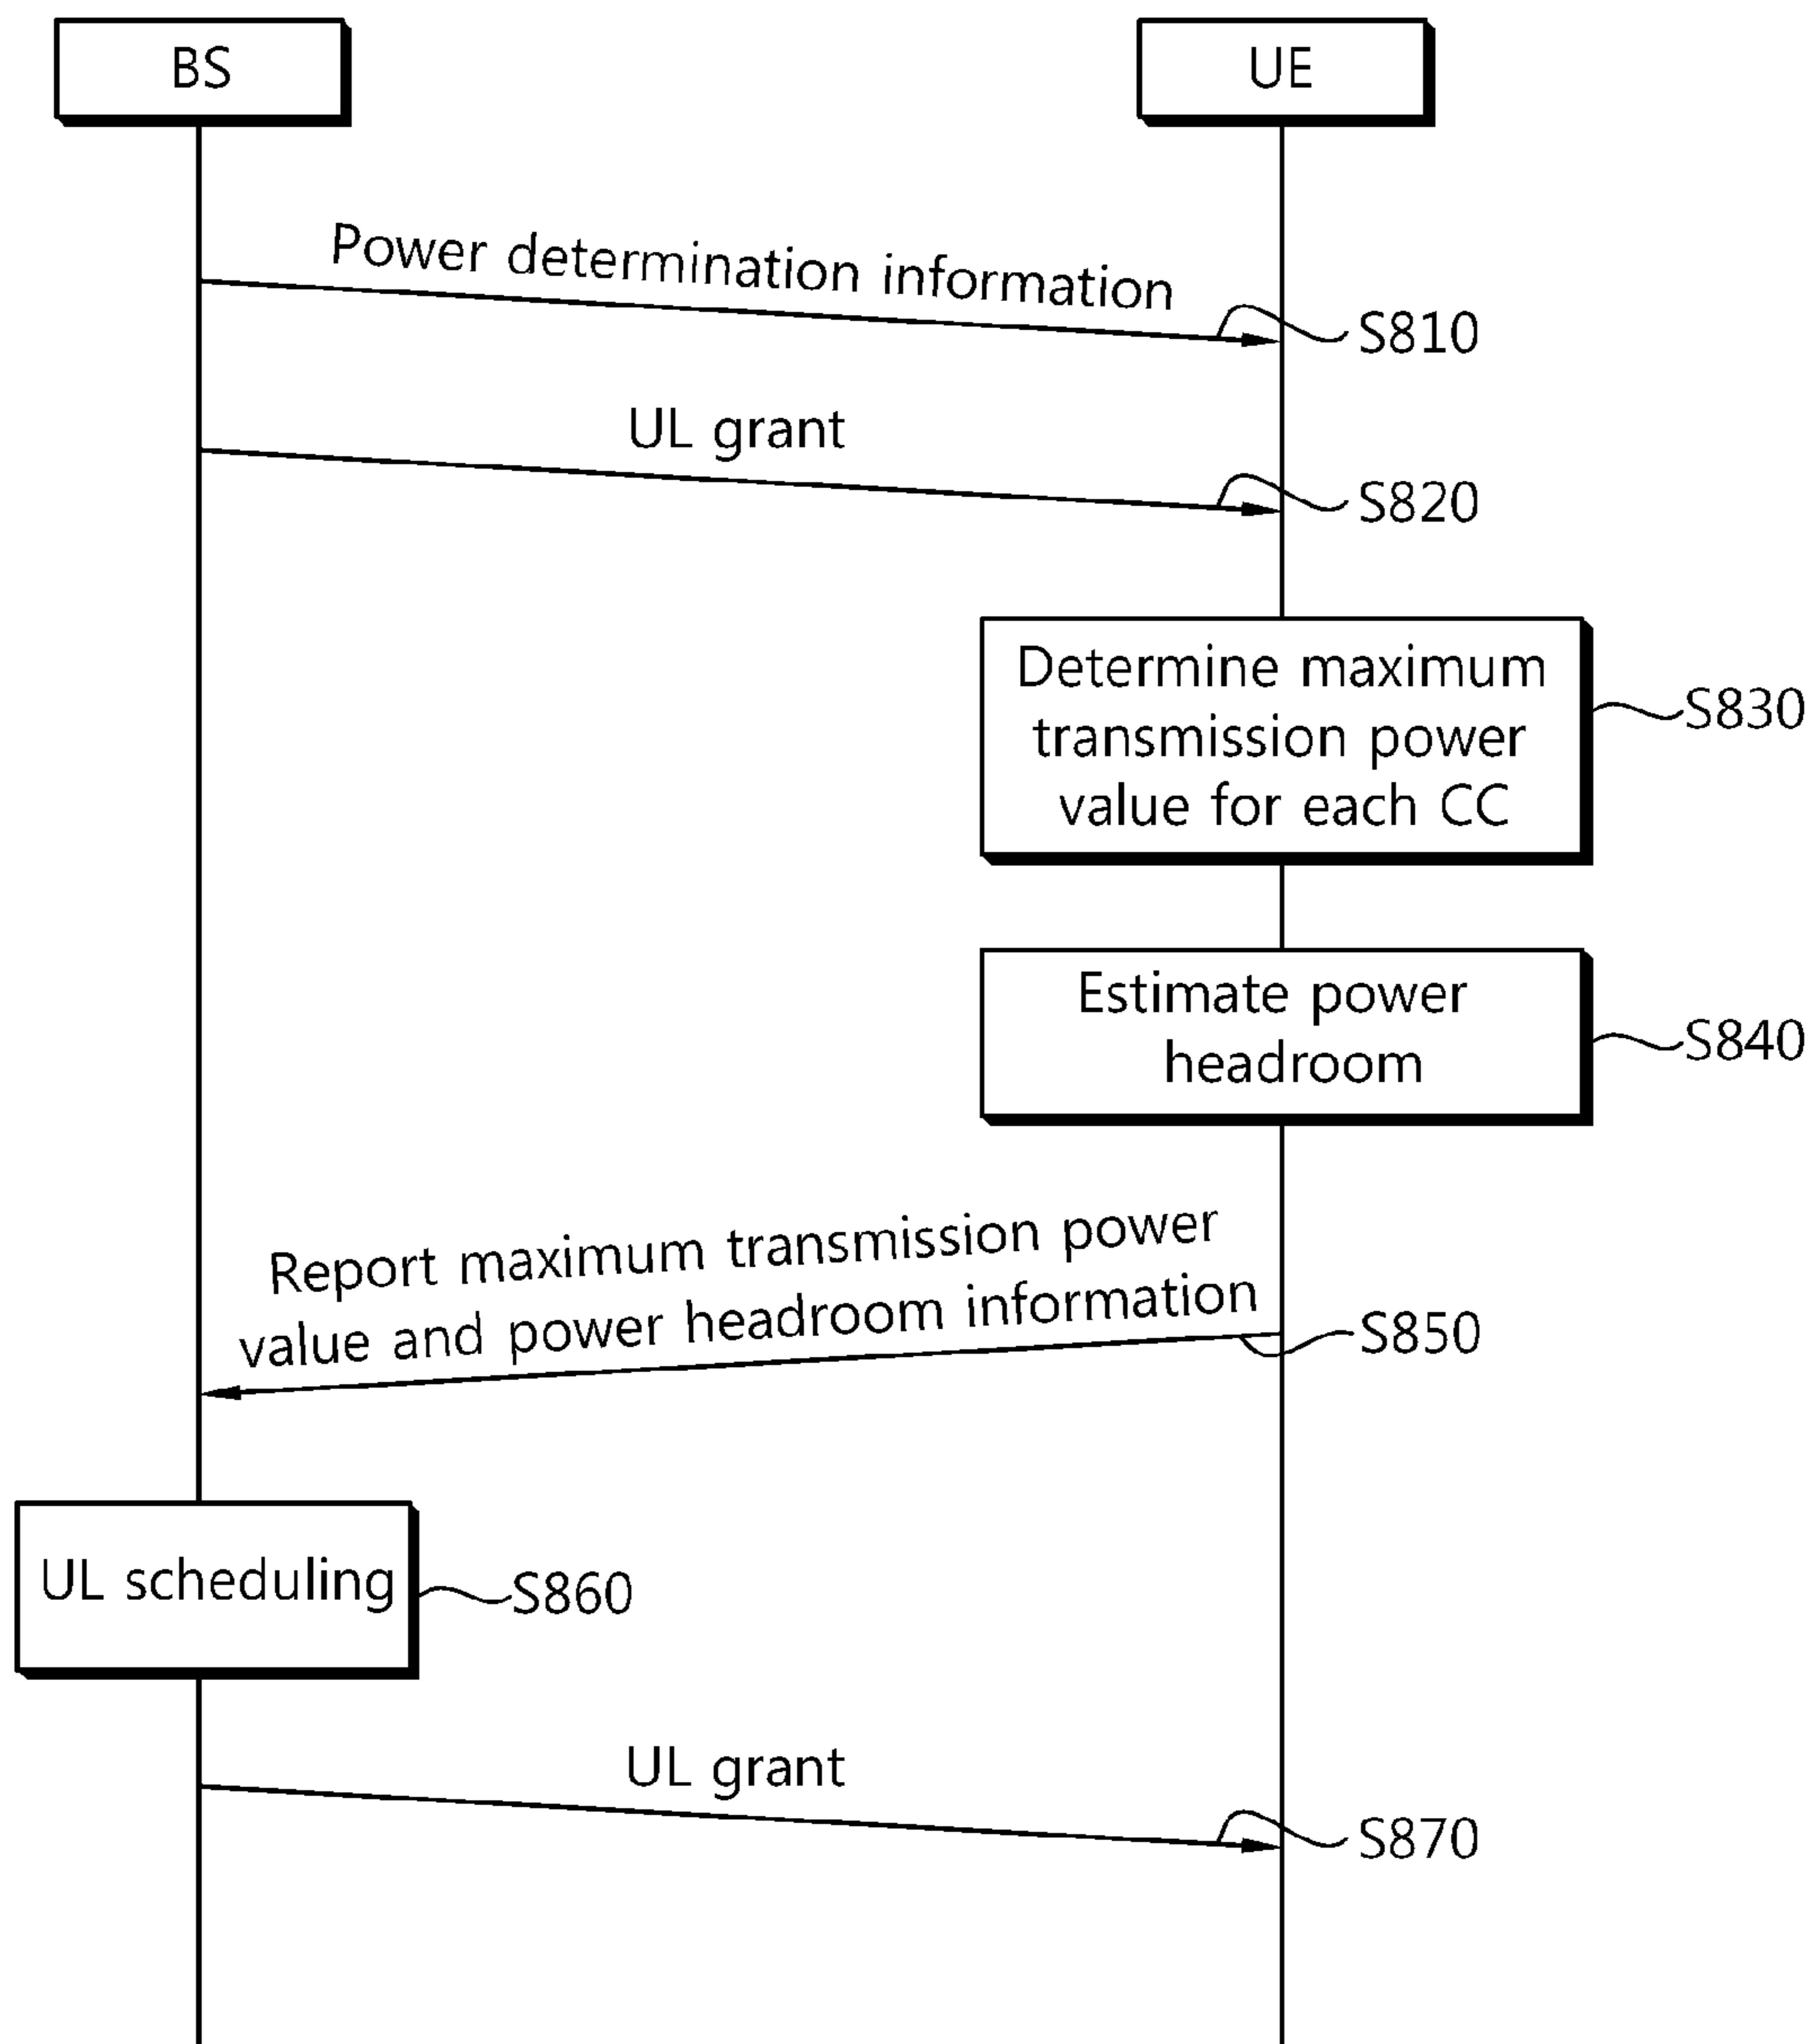 BS
UE
Power determination information
S810
UL grant
S820
Determine maximum
transmission power
value for each CC
S830
Estimate power
headroom
S840
Report maximum transmission power
value and power headroom information
S850
UL scheduling
S860
UL grant
S870